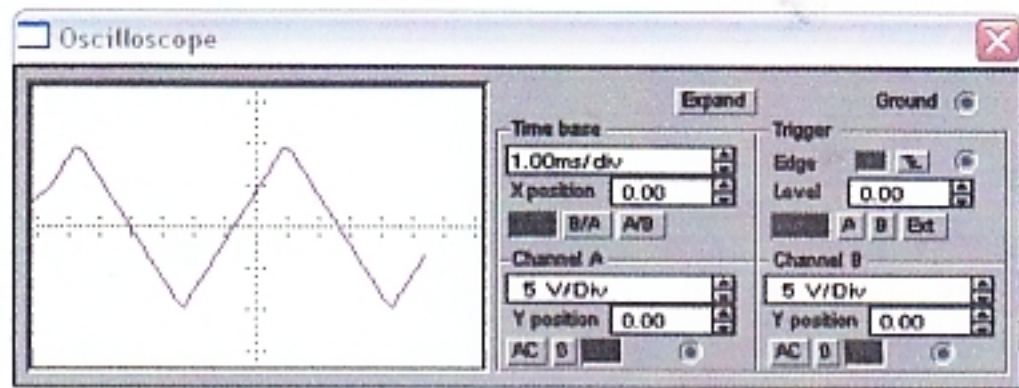 Oscilloscope
Expand Ground
Time base Trigger
1.00ms/div Edge
X position 0.00 Level 0.00
B/A A/B A B Ext
Channel A Channel B
5 V/Div 5 V/Div
Y position 0.00 Y position 0.00
AC 0 AC 0